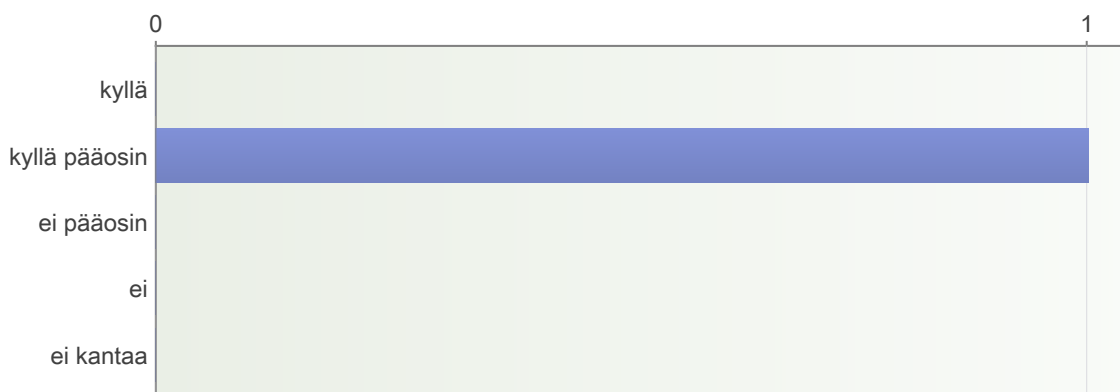 0 1
kyllä
kyllä pääosin
ei pääosin
ei
ei kantaa